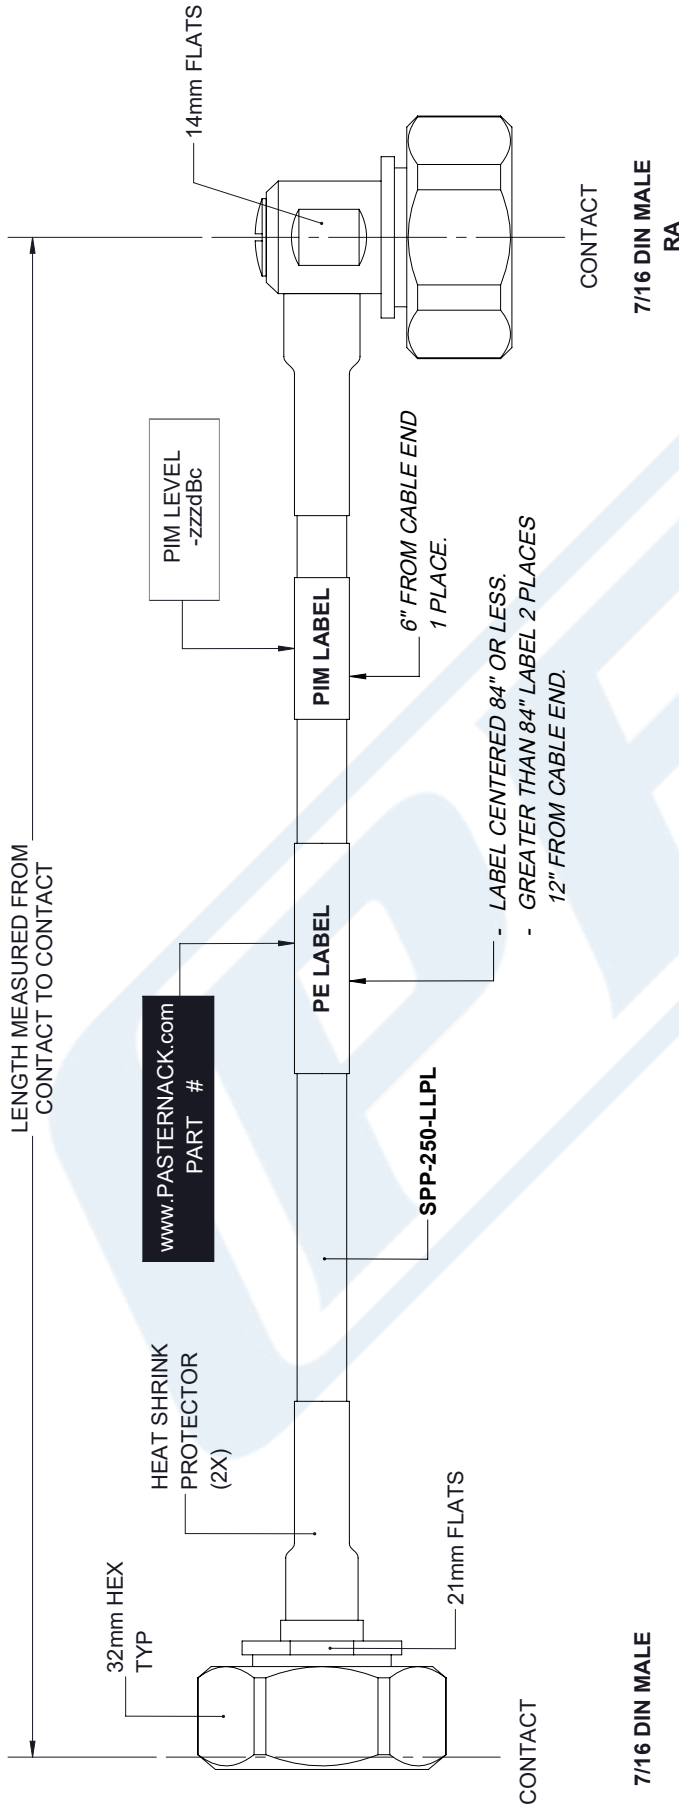 LENGTH MEASURED FROM
CONTACT TO CONTACT
32mm HEX
TYP
HEAT SHRINK
PROTECTOR
(2X)
www.PASTERNACK.com
PART #
PIM LEVEL
-zzzdBc
14mm FLATS
PE LABEL
PIM LABEL
21mm FLATS
SPP-250-LLPL
6" FROM CABLE END
1 PLACE.
- LABEL CENTERED 84" OR LESS.
- GREATER THAN 84" LABEL 2 PLACES
12" FROM CABLE END.
CONTACT
CONTACT
7/16 DIN MALE
7/16 DIN MALE
RA